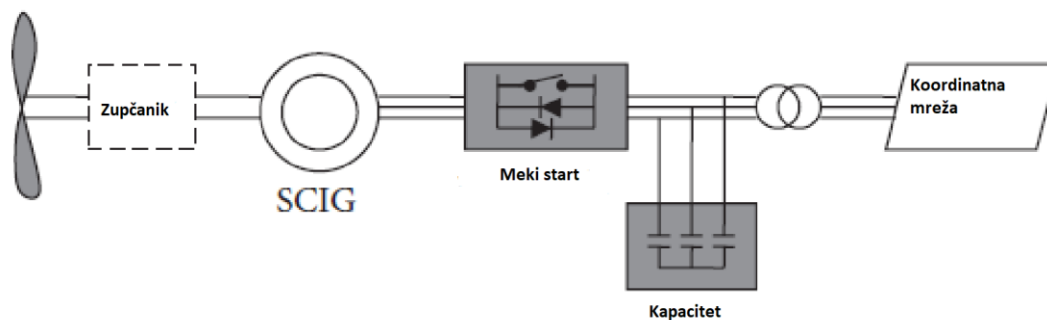 Zupčanik
SCIG
Meki start
Kapacitet
Koordinatna
mreža